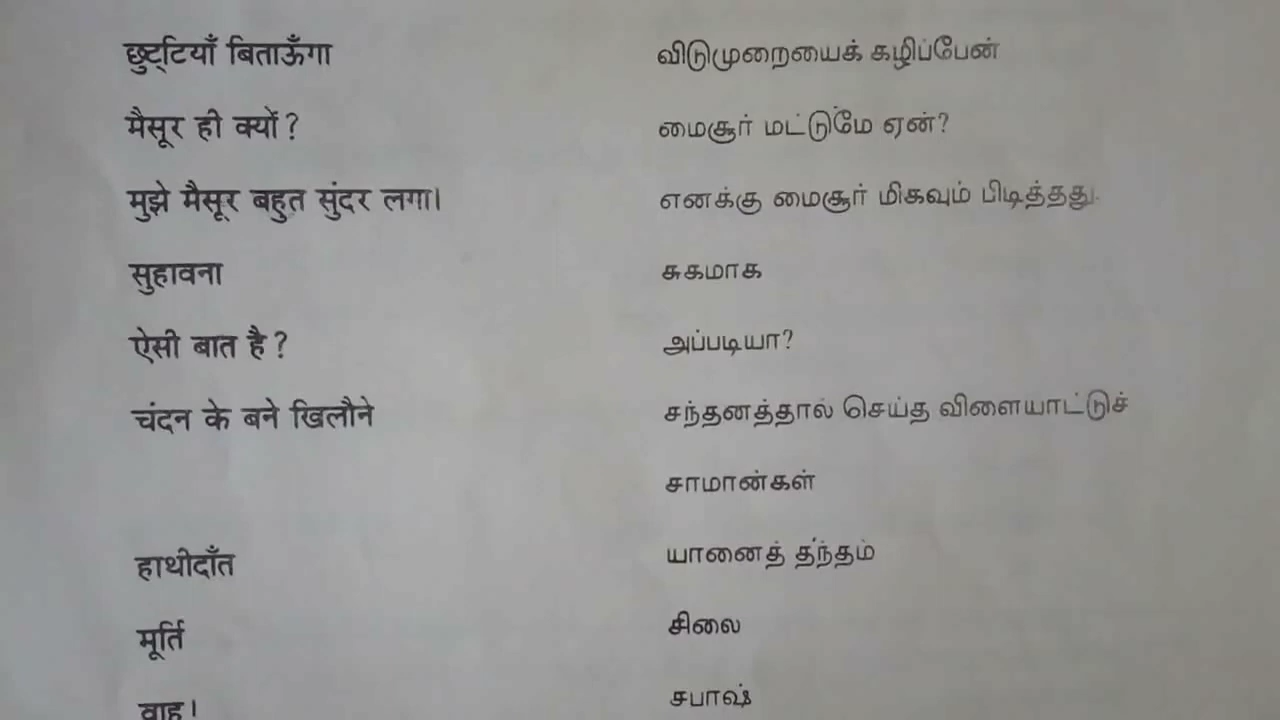 छुट्टियाँ बिताऊँगा விடுமுறையைக் கழிப்பேன்
मैसूर ही क्यों? மைசூர் மட்டுமே ஏன்?
मुझे मैसूर बहुत सुंदर लगा। எனக்கு மைசூர் மிகவும் பிடித்தது.
सुहावना சுகமாக
ऐसी बात है? அப்படியா?
चंदन के बने खिलौने சந்தனத்தால் செய்த விளையாட்டுச்
சாமான்கள்
हाथीदाँत யானைத் தந்தம்
मूर्ति சிலை
वाह। சபாஷ்